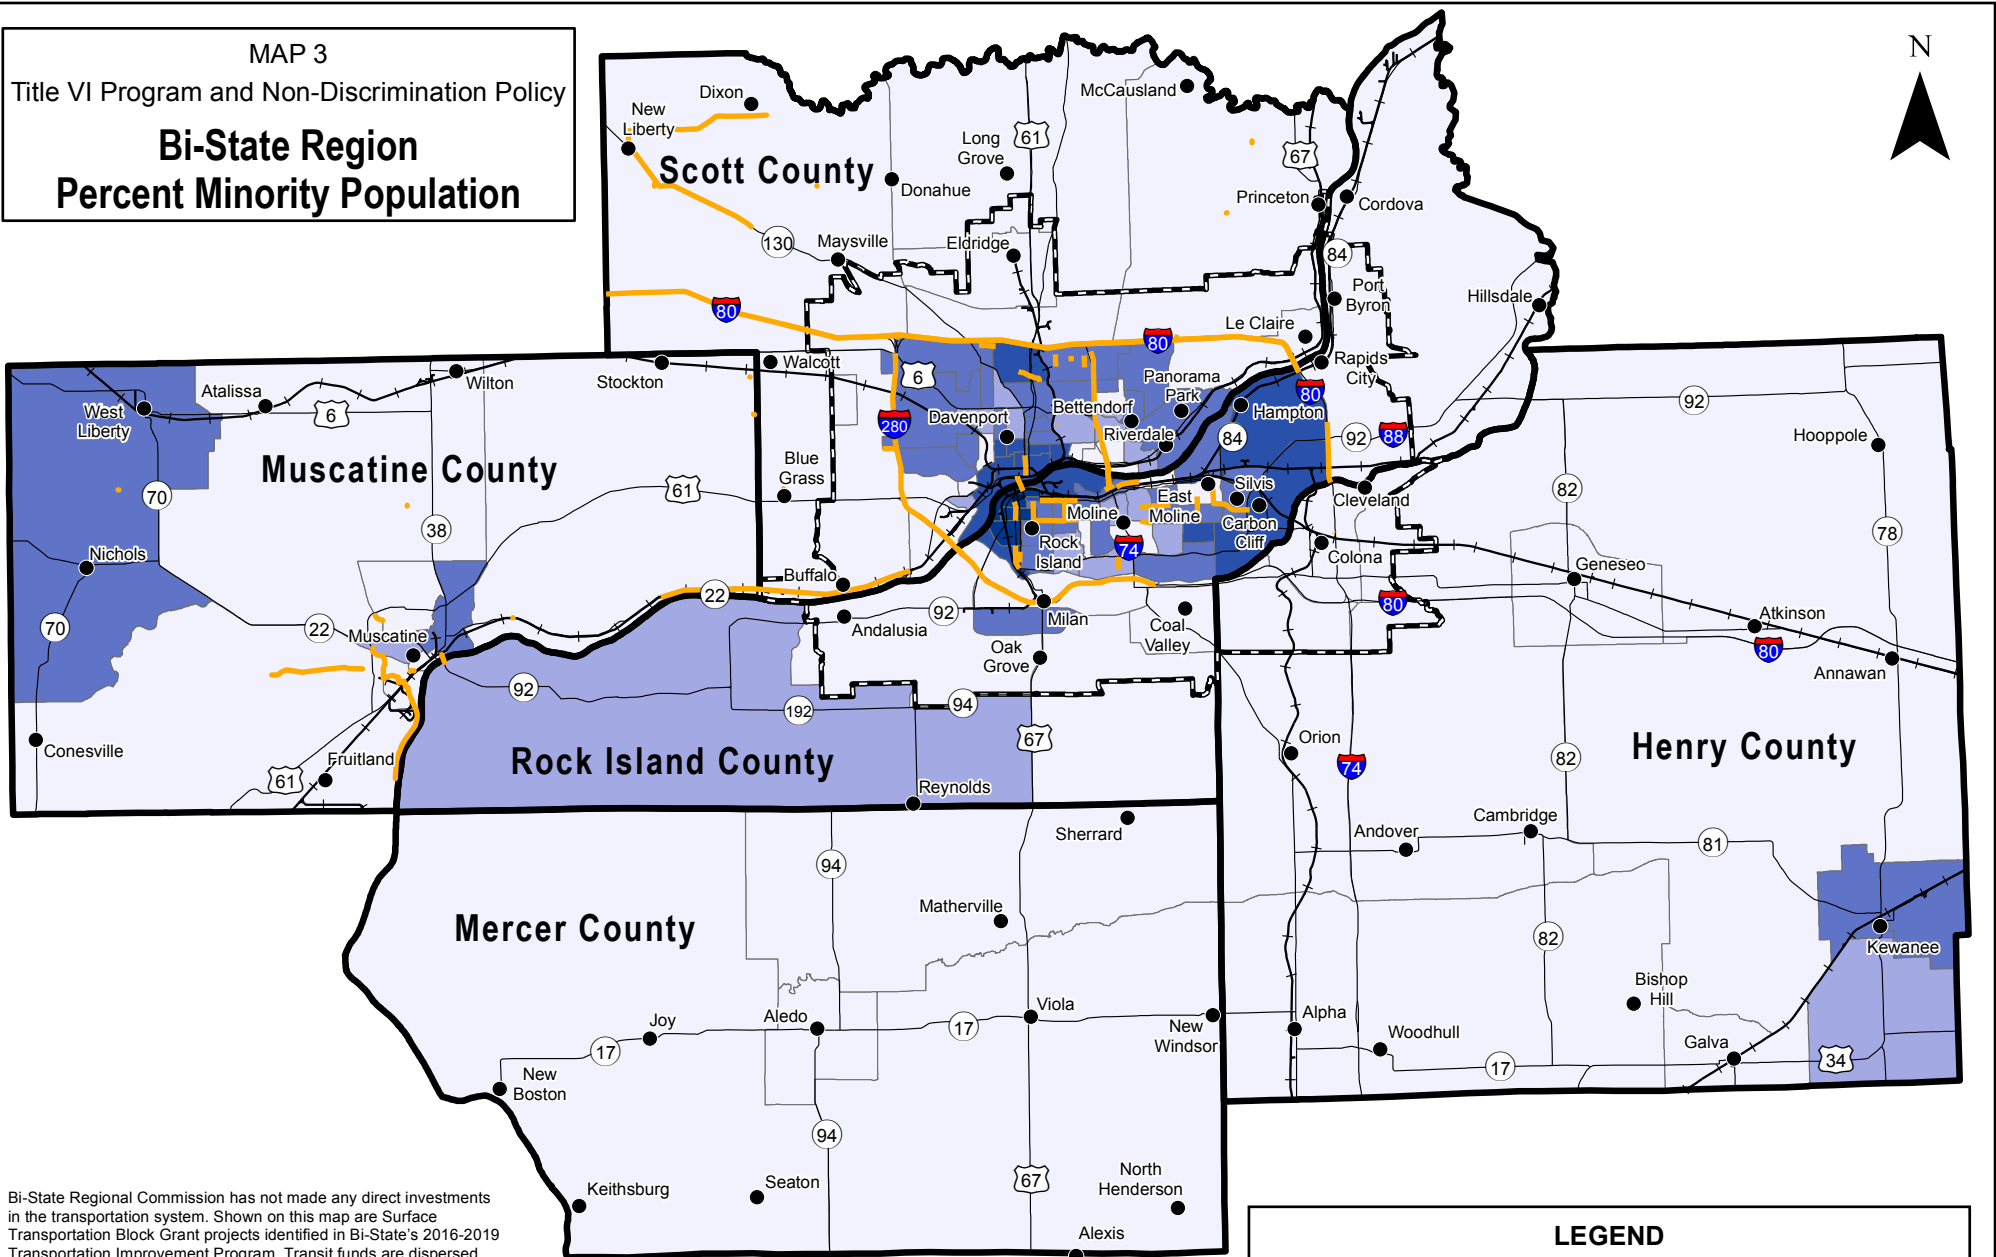 MAP 3
Title VI Program and Non-Discrimination Policy
Bi-State Region
Percent Minority Population
N
Dixon
New
Liberty
McCausland
Long
Grove
61
67
Scott County
Donahue
Princeton
Cordova
130
Maysville
Eldridge
84
Port
Byron
Hillsdale
80
Le Claire
80
Walcott
Rapids
City
Stockton
Wilton
Atalissa
6
West
Liberty
6
Panorama
Park
80
Hampton
92
Bettendorf
Davenport
280
Riverdale
84
92
88
Hooppole
Muscatine County
Blue
Grass
61
70
38
East
Moline
Silvis
Cleveland
82
Moline
Carbon
Cliff
78
Rock
Island
74
Colona
Nichols
Geneseo
Buffalo
22
80
92
Milan
Andalusia
Coal
Valley
Atkinson
70
22
Muscatine
Oak
Grove
80
Annawan
92
192
94
Conesville
67
Orion
Henry County
Fruitland
61
Rock Island County
74
82
Reynolds
Sherrard
Cambridge
Andover
81
94
Matherville
Mercer County
82
Kewanee
Bishop
Hill
Viola
Joy
Aledo
17
New
Windsor
Alpha
Woodhull
Galva
34
17
17
New
Boston
94
67
North
Henderson
Keithsburg
Seaton
Alexis
Bi-State Regional Commission has not made any direct investments
in the transportation system. Shown on this map are Surface
Transportation Block Grant projects identified in Bi-State's 2016-2019
Transportation Improvement Program. Transit funds are dispersed
LEGEND